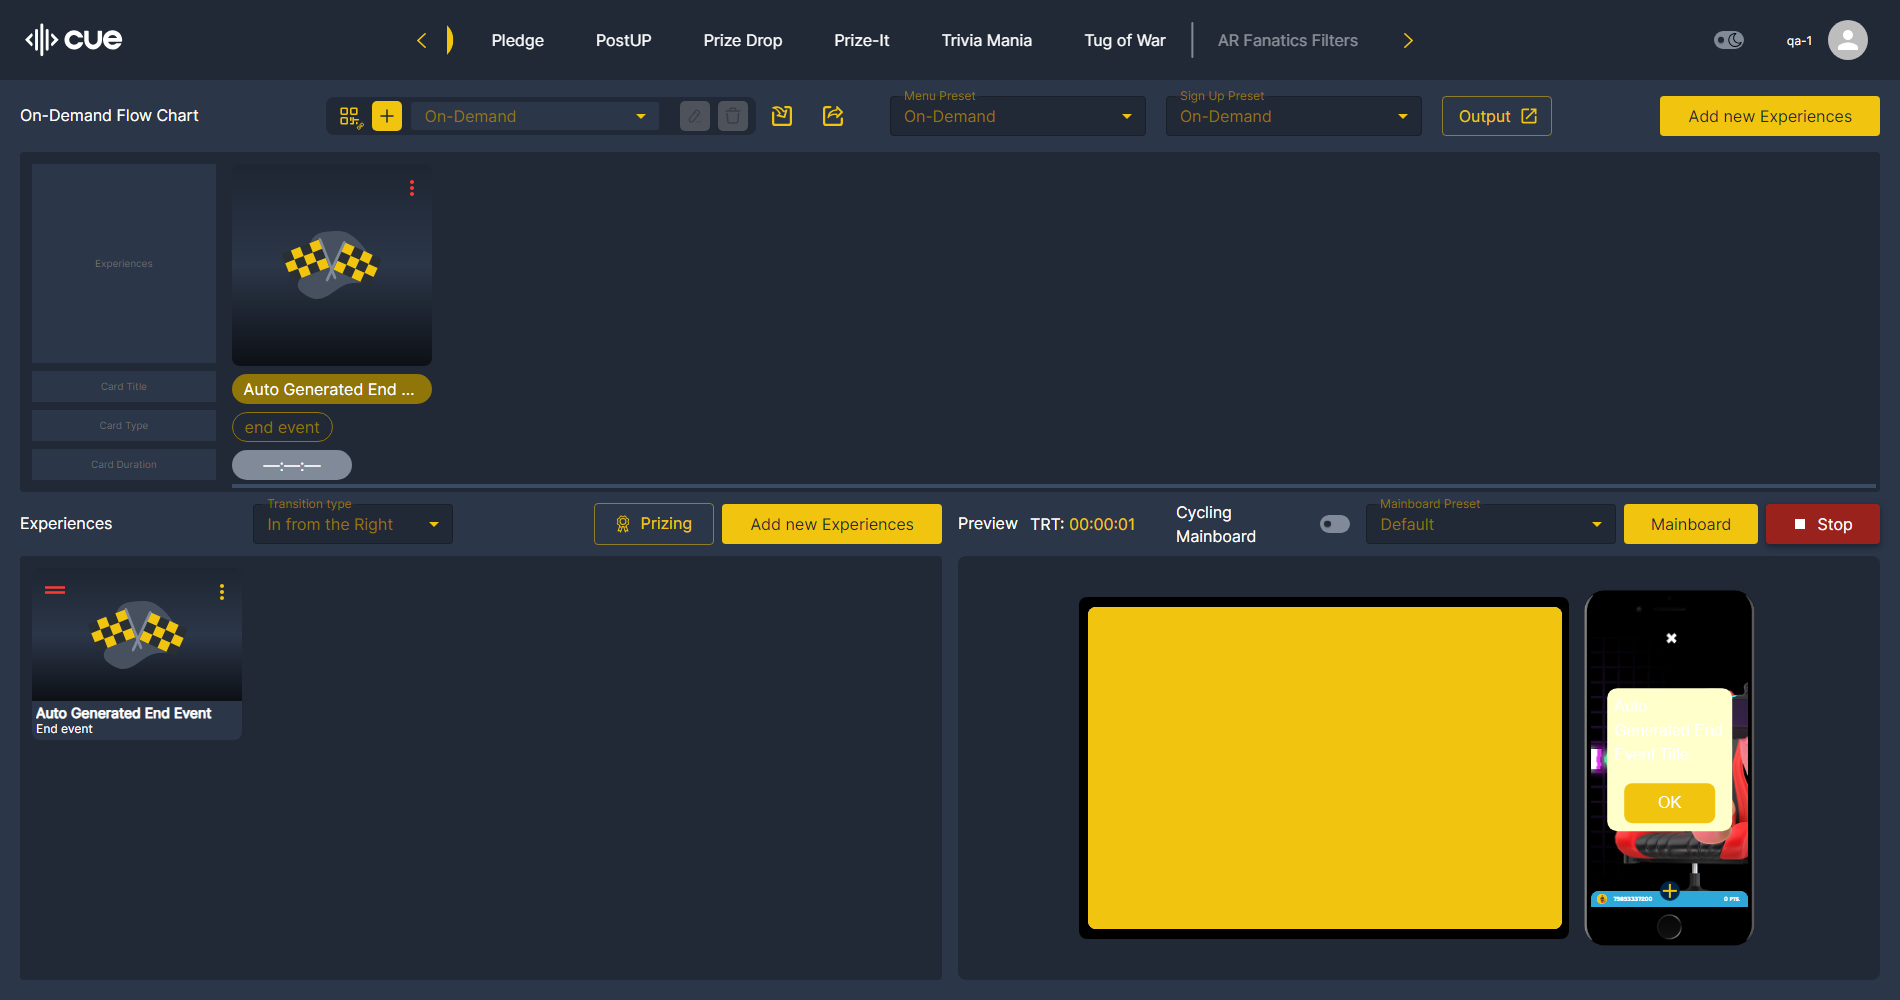 cue
Pledge
PostUP
Prize Drop
Prize-It
Trivia Mania
Tug of War
AR Fanatics Filters
qa-1
On-Demand Flow Chart
On-Demand
Menu Preset
On-Demand
Sign Up Preset
On-Demand
Output
Add new Experiences
Experiences
Card Title
Card Type
Card Duration
Auto Generated End ...
end event
—:—:—
Experiences
Transition type
In from the Right
Prizing
Add new Experiences
Preview
TRT: 00:00:01
Cycling
Mainboard
Mainboard Preset
Default
Mainboard
Stop
Auto Generated End Event
End event
Auto
Generated End
Event Title
OK
79893337200
0 PTS.